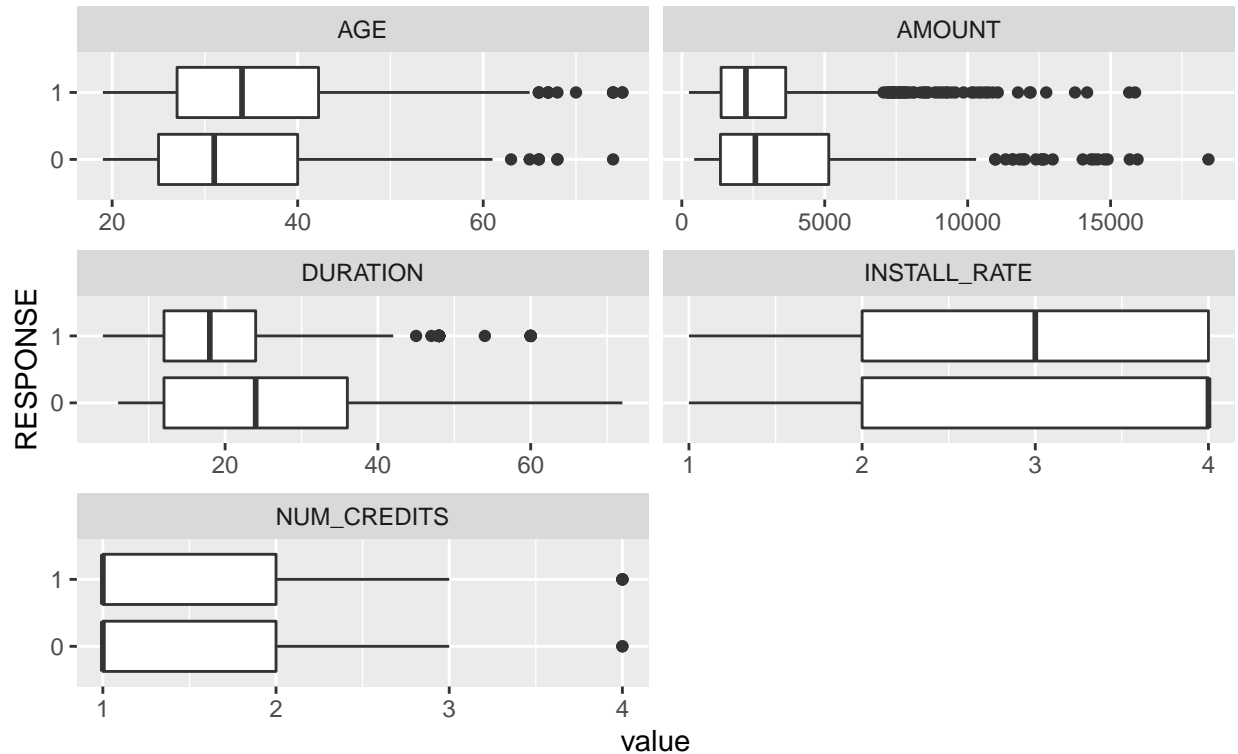 AGE
AMOUNT
1
0
20 40 60
0 5000 10000 15000
DURATION
INSTALL_RATE
1
0
20 40 60
1 2 3 4
NUM_CREDITS
1
0
1 2 3 4
RESPONSE
value